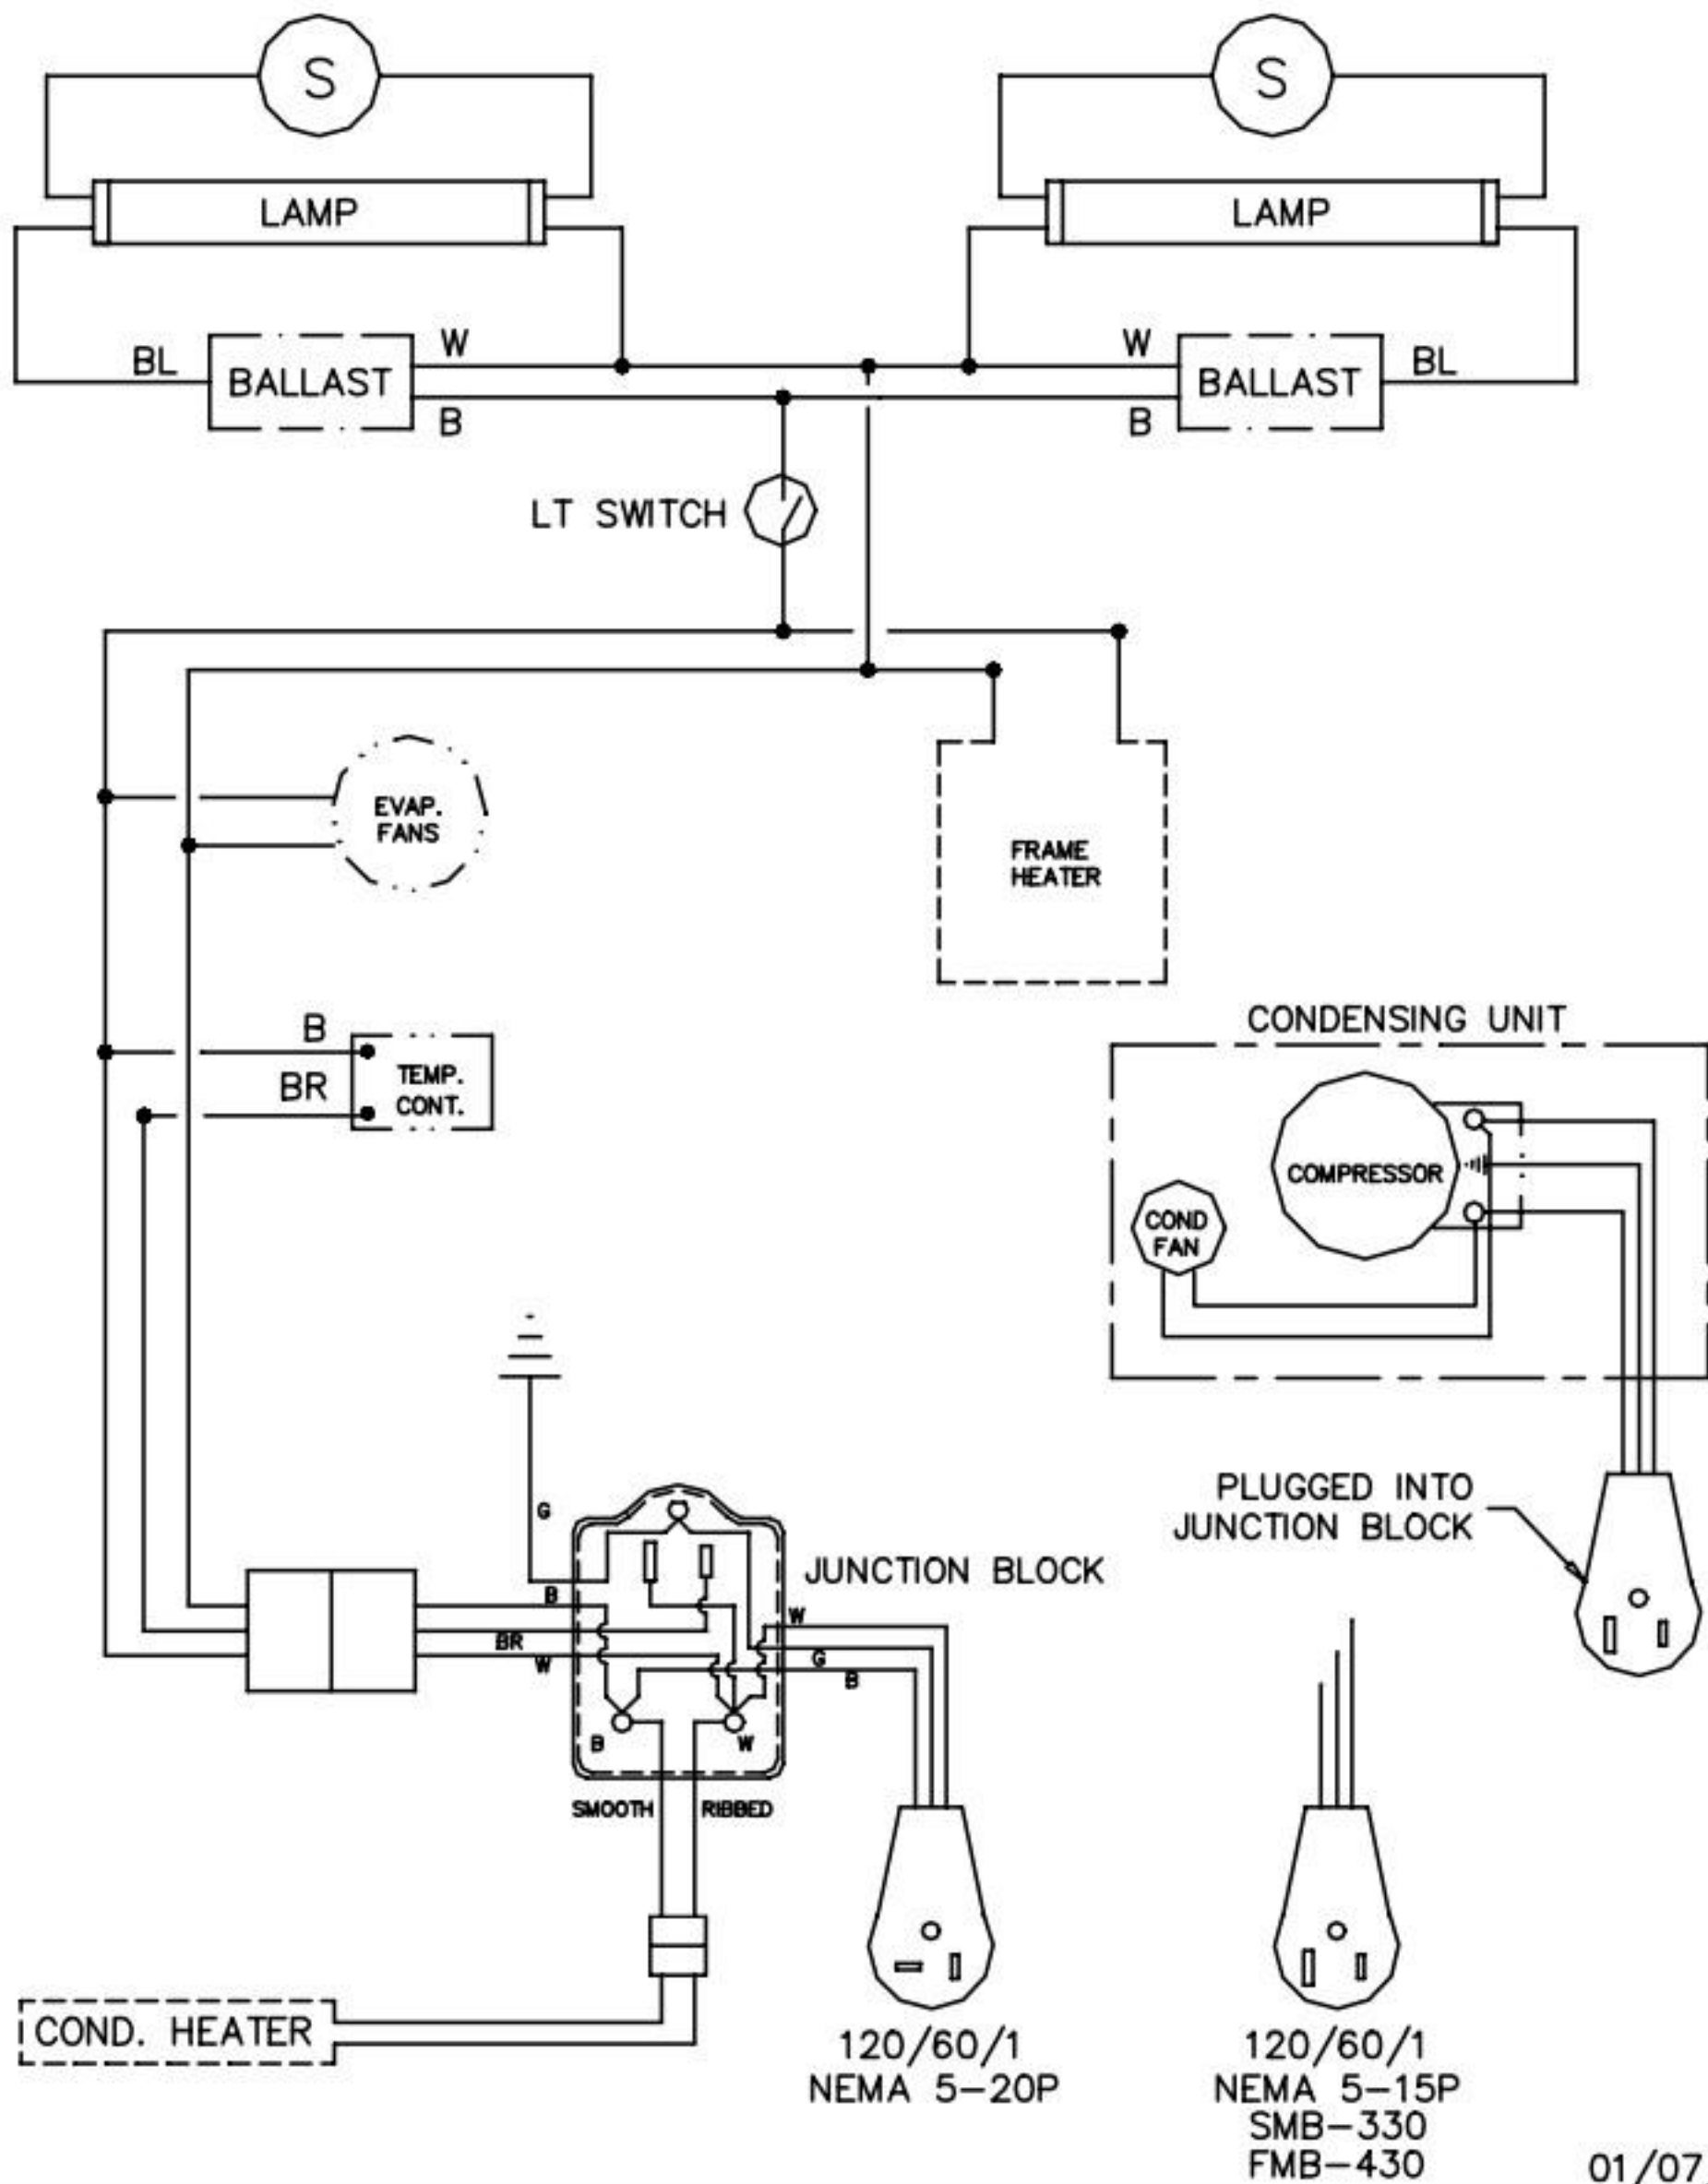 S
S
LAMP
LAMP
W
W
BL
BALLAST
BALLAST
BL
B
B
LT SWITCH
EVAP.
FANS
FRAME
HEATER
B
BR
TEMP.
CONT.
CONDENSING UNIT
COMPRESSOR
COND
FAN
G
PLUGGED INTO
JUNCTION BLOCK
JUNCTION BLOCK
B
W
BR
W
G
B
B
W
SMOOTH
RIBBED
COND. HEATER
120/60/1
NEMA 5-20P
120/60/1
NEMA 5-15P
SMB-330
FMB-430
01/07